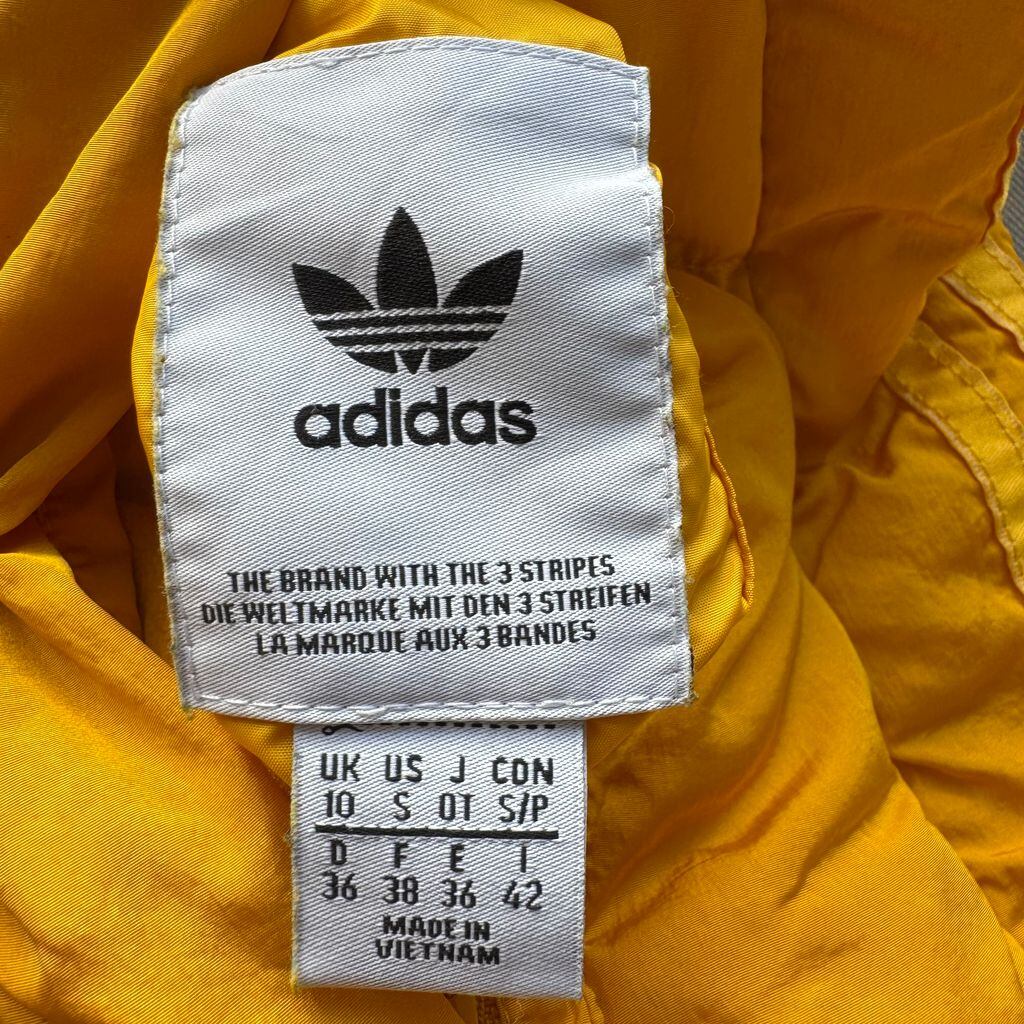 adidas
THE BRAND WITH THE 3 STRIPES
DIE WELTMARKE MIT DEN 3 STREIFEN
LA MARQUE AUX 3 BANDES
UK US J CDN
10 S OT S/P
D F E I
36 38 36 42
MADE IN
VIETNAM